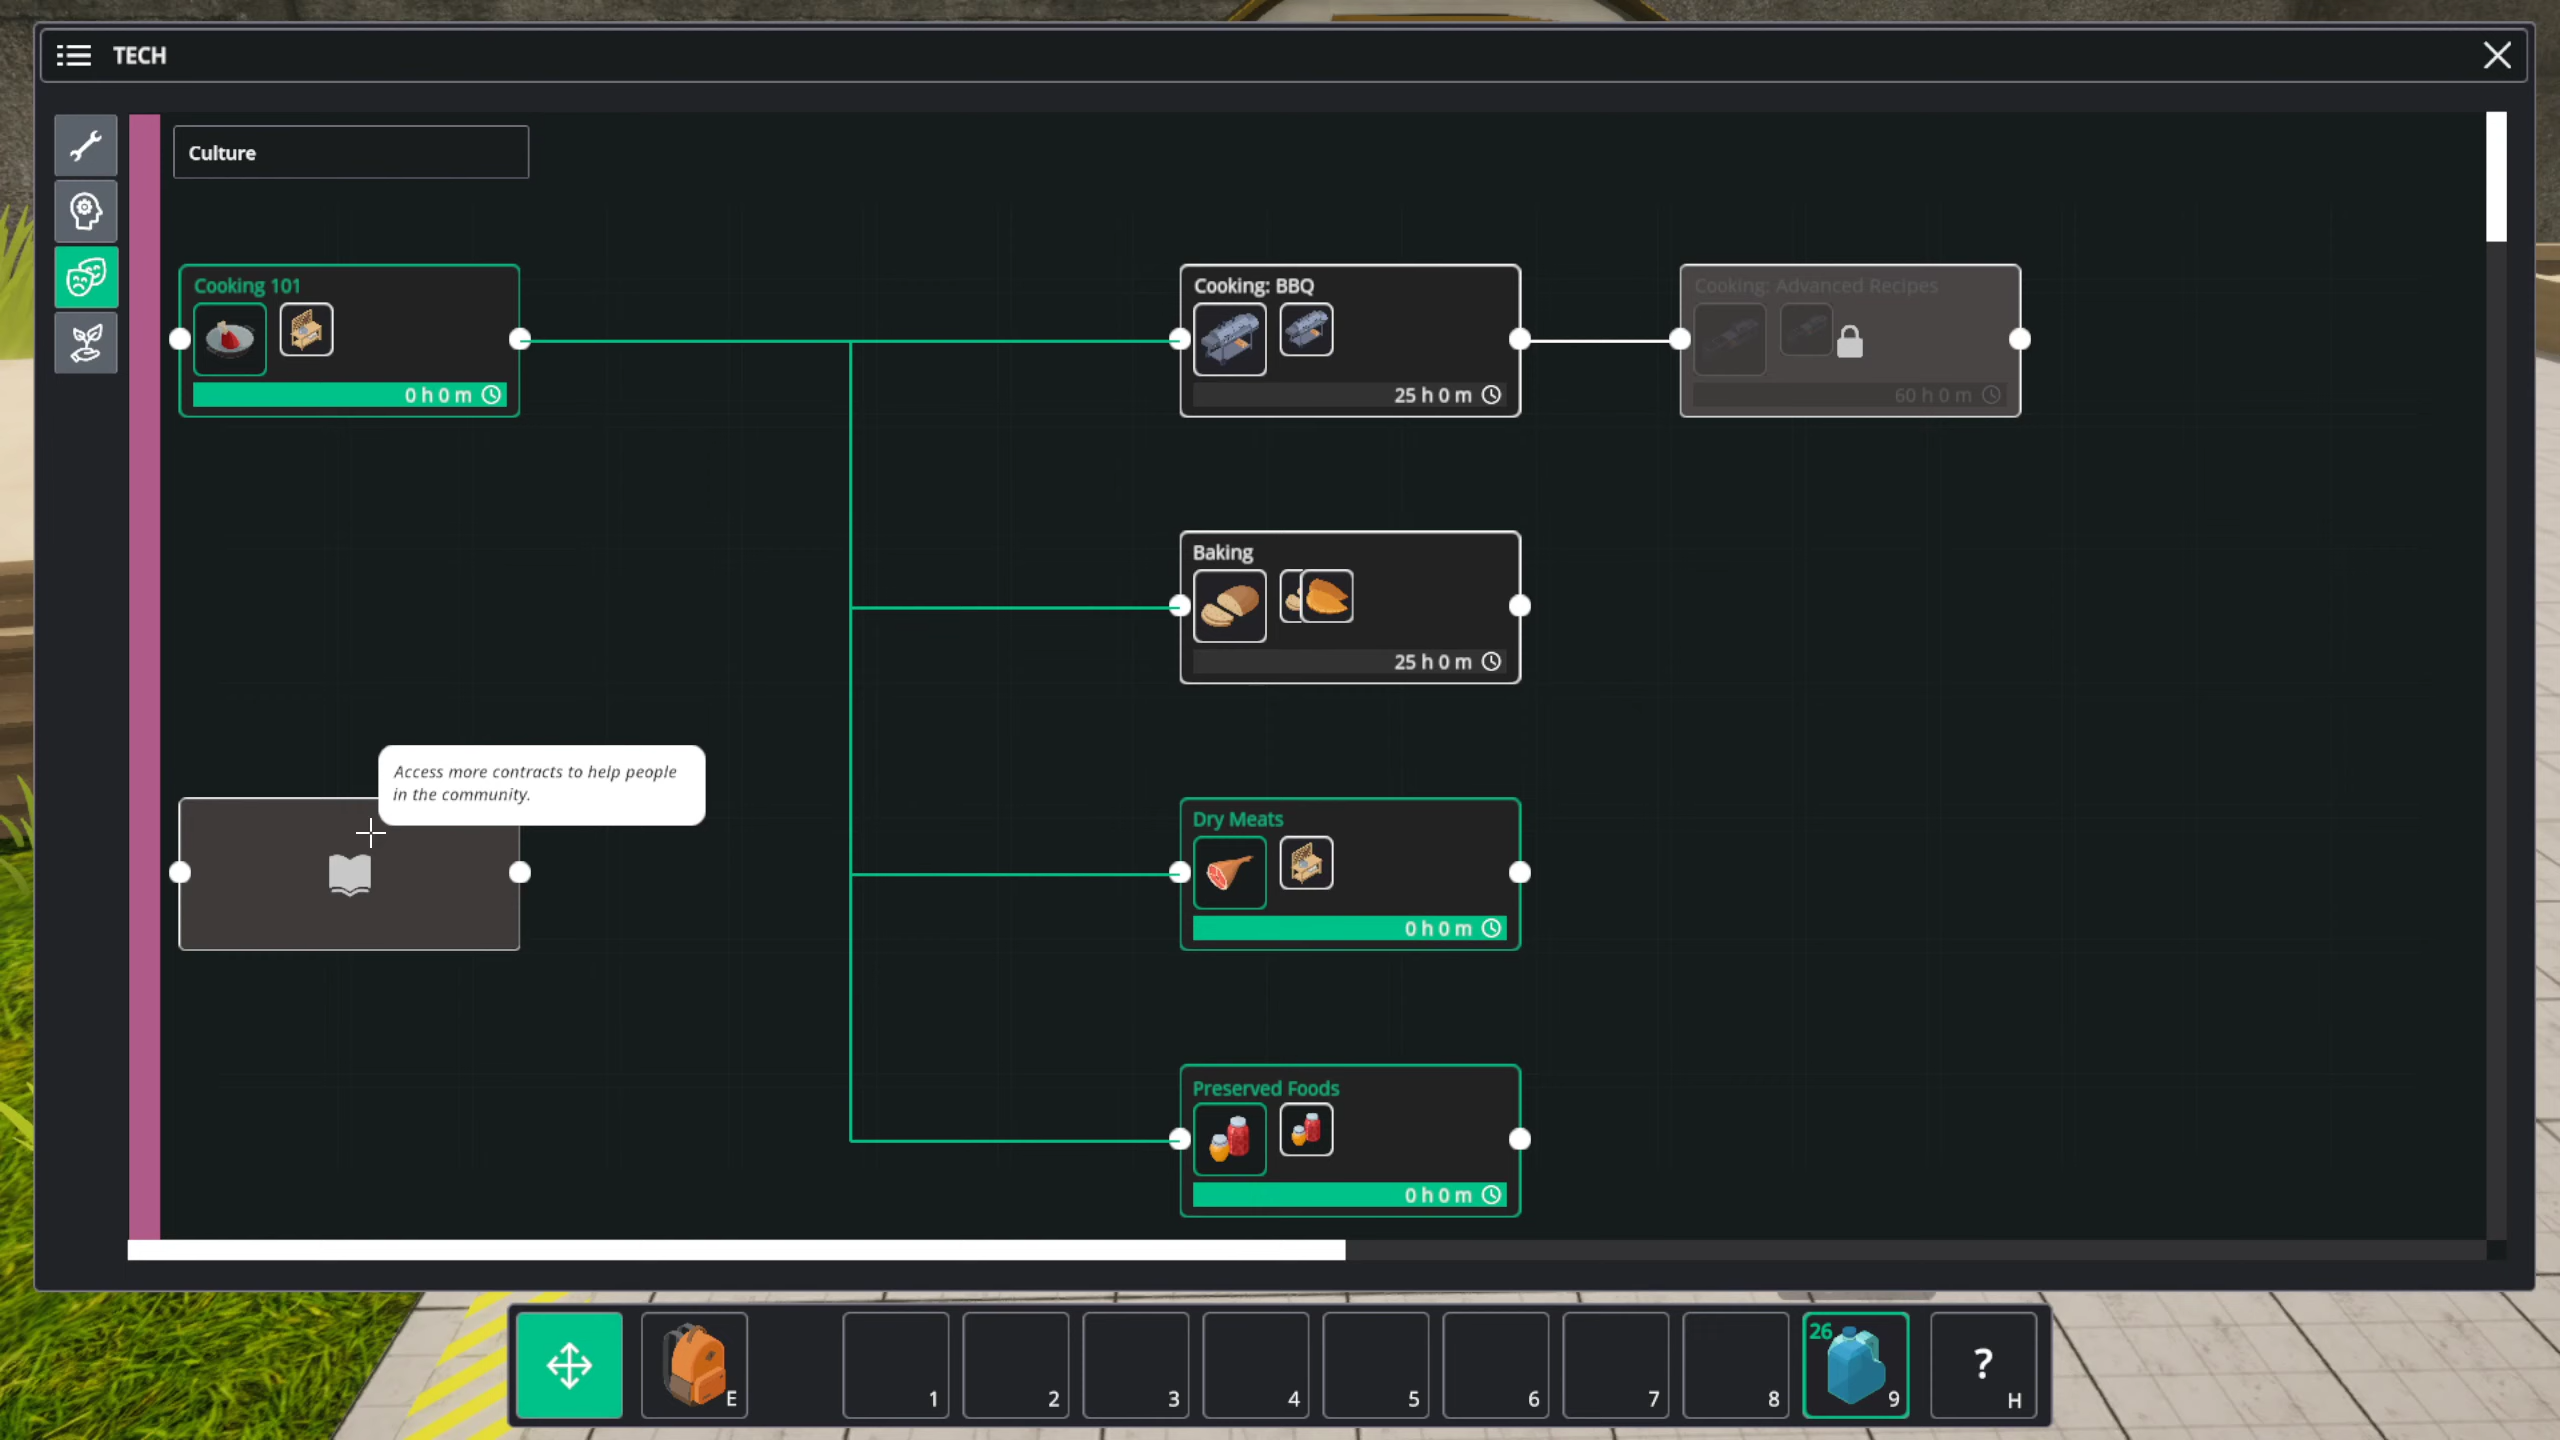 TECH
Culture
Cooking 101
0 h 0 m
Cooking: BBQ
25 h 0 m
Cooking: Advanced Recipes
60 h 0 m
Baking
25 h 0 m
Access more contracts to help people
in the community.
Dry Meats
0 h 0 m
Preserved Foods
0 h 0 m
E
1
2
3
4
5
6
7
8
26
9
?
H